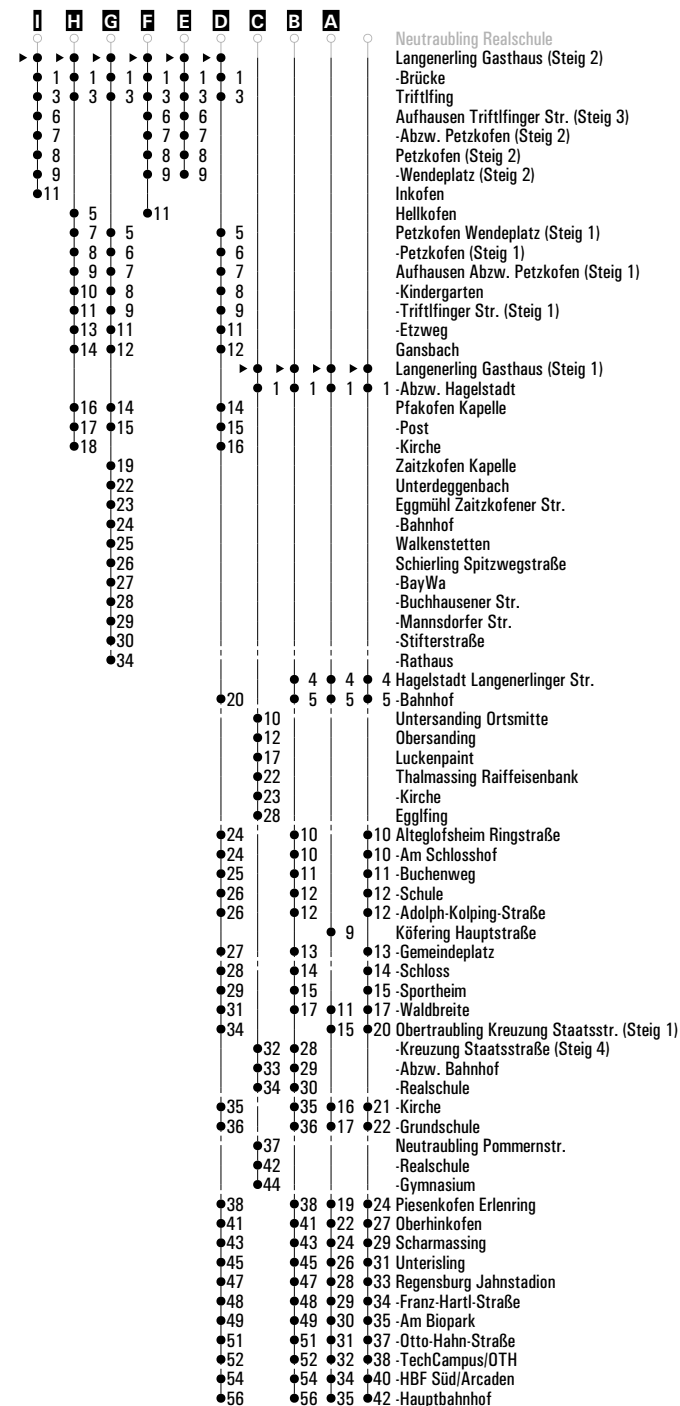 I H G F E D C B A
Neutraubling Realschule
Langenerling Gasthaus (Steig 2)
1 1 1 1 1 1 -Brücke
3 3 3 3 3 3 Triftlfing
6 6 6 Aufhausen Triftlfinger Str. (Steig 3)
7 7 7 -Abzw. Petzkofen (Steig 2)
8 8 8 Petzkofen (Steig 2)
9 9 9 -Wendeplatz (Steig 2)
11 Inkofen
5 11 Hellkofen
7 5 5 Petzkofen Wendeplatz (Steig 1)
8 6 6 -Petzkofen (Steig 1)
9 7 7 Aufhausen Abzw. Petzkofen (Steig 1)
10 8 8 -Kindergarten
11 9 9 -Triftlfinger Str. (Steig 1)
13 11 11 -Etzweg
14 12 12 Gansbach
Langenerling Gasthaus (Steig 1)
1 1 1 1 -Abzw. Hagelstadt
16 14 14 Pfakofen Kapelle
17 15 15 -Post
18 16 -Kirche
19 Zaitzkofen Kapelle
22 Unterdeggenbach
23 Eggmühl Zaitzkofener Str.
24 -Bahnhof
25 Walkenstetten
26 Schierling Spitzwegstraße
27 -BayWa
28 -Buchhausener Str.
29 -Mannsdorfer Str.
30 -Stifterstraße
34 -Rathaus
4 4 4 Hagelstadt Langenerlinger Str.
20 5 5 5 -Bahnhof
10 Untersanding Ortsmitte
12 Obersanding
17 Luckenpaint
22 Thalmassing Raiffeisenbank
23 -Kirche
28 Egglfing
24 10 10 Alteglofsheim Ringstraße
24 10 10 -Am Schlosshof
25 11 11 -Buchenweg
26 12 12 -Schule
26 12 12 -Adolph-Kolping-Straße
9 Köfering Hauptstraße
27 13 13 -Gemeindeplatz
28 14 14 -Schloss
29 15 15 -Sportheim
31 17 11 17 -Waldbreite
34 15 20 Obertraubling Kreuzung Staatsstr. (Steig 1)
32 28 -Kreuzung Staatsstraße (Steig 4)
33 29 -Abzw. Bahnhof
34 30 -Realschule
35 35 16 21 -Kirche
36 36 17 22 -Grundschule
37 Neutraubling Pommernstr.
42 -Realschule
44 -Gymnasium
38 38 19 24 Piesenkofen Erlenring
41 41 22 27 Oberhinkofen
43 43 24 29 Scharmassing
45 45 26 31 Unterisling
47 47 28 33 Regensburg Jahnstadion
48 48 29 34 -Franz-Hartl-Straße
49 49 30 35 -Am Biopark
51 51 31 37 -Otto-Hahn-Straße
52 52 32 38 -TechCampus/OTH
54 54 34 40 -HBF Süd/Arcaden
56 56 35 42 -Hauptbahnhof